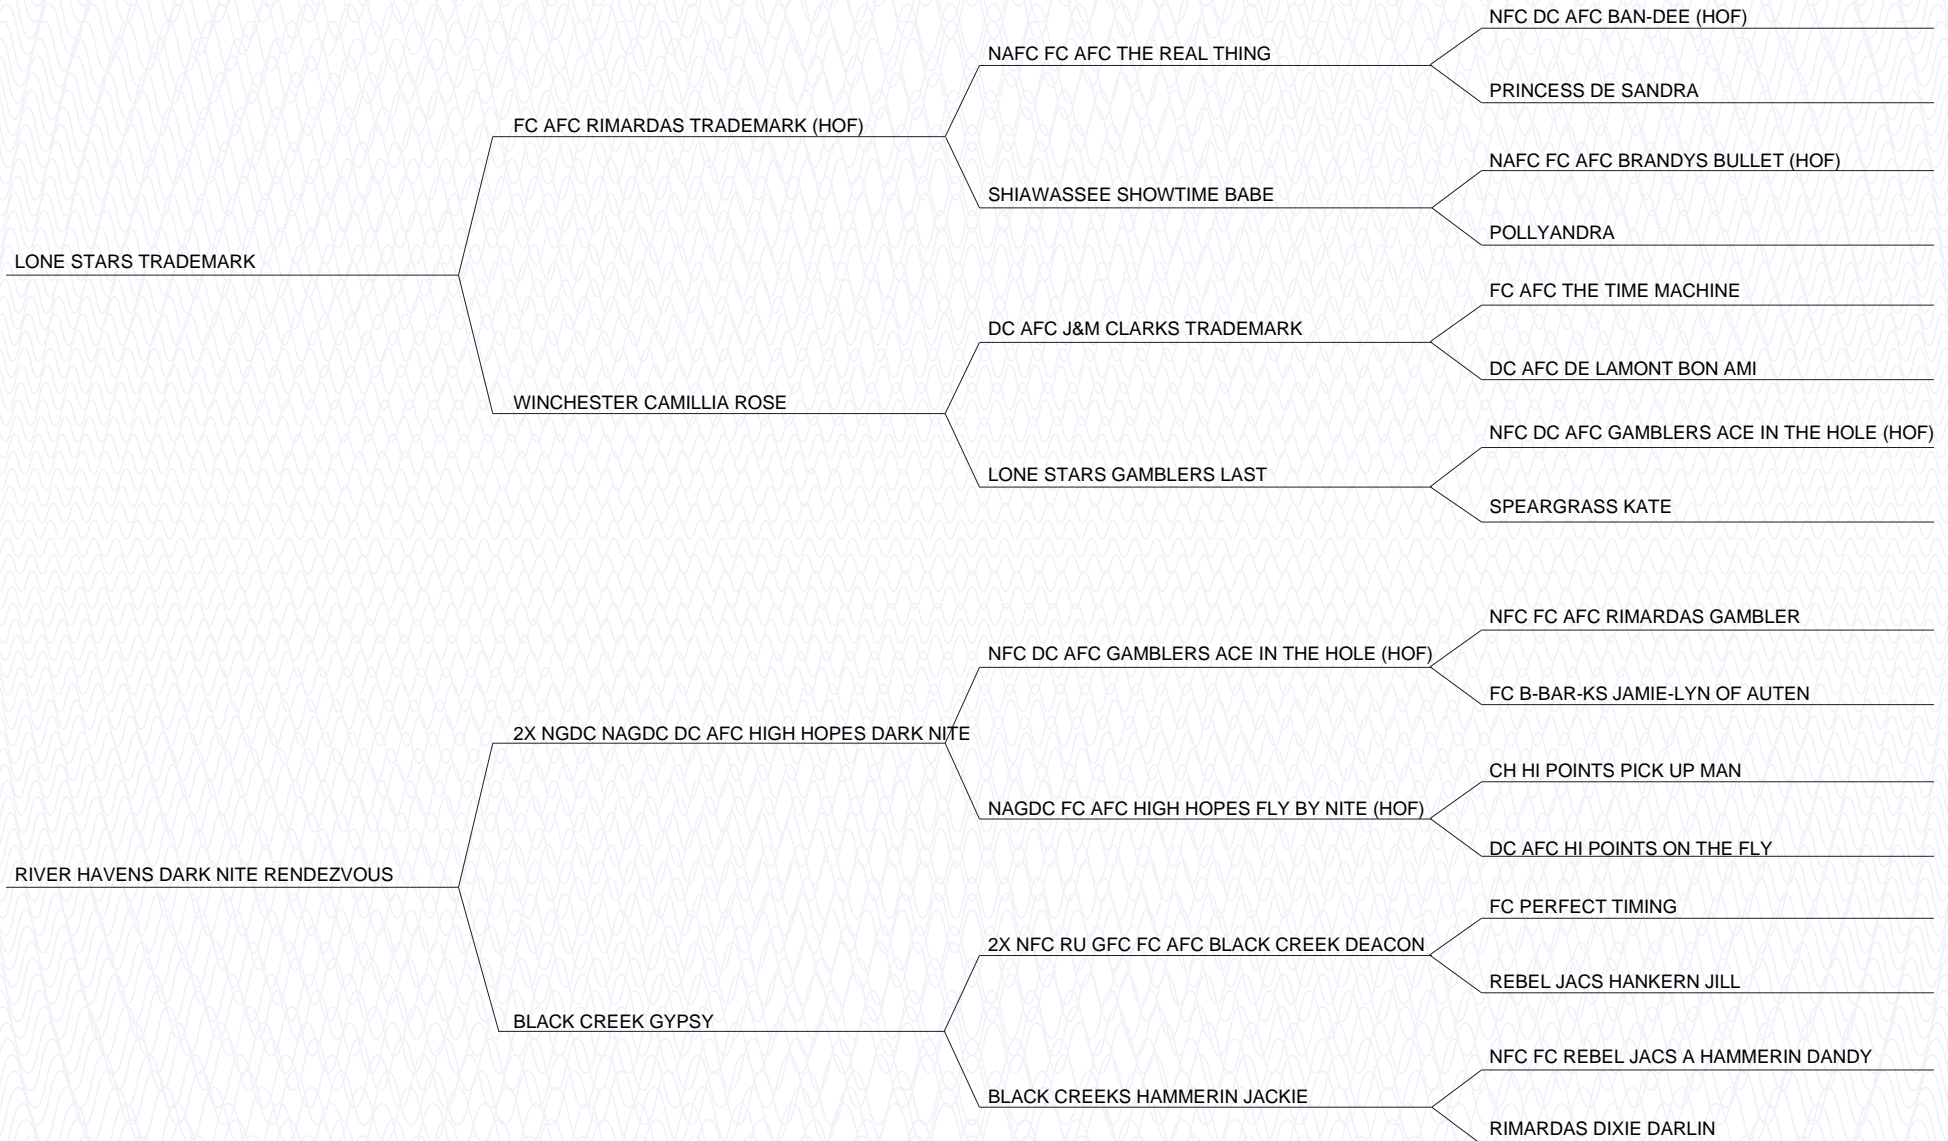 NFC DC AFC BAN-DEE (HOF)
NAFC FC AFC THE REAL THING
PRINCESS DE SANDRA
FC AFC RIMARDAS TRADEMARK (HOF)
NAFC FC AFC BRANDYS BULLET (HOF)
SHIAWASSEE SHOWTIME BABE
POLLYANDRA
LONE STARS TRADEMARK
FC AFC THE TIME MACHINE
DC AFC J&M CLARKS TRADEMARK
DC AFC DE LAMONT BON AMI
WINCHESTER CAMILLIA ROSE
NFC DC AFC GAMBLERS ACE IN THE HOLE (HOF)
LONE STARS GAMBLERS LAST
SPEARGRASS KATE
NFC FC AFC RIMARDAS GAMBLER
NFC DC AFC GAMBLERS ACE IN THE HOLE (HOF)
FC B-BAR-KS JAMIE-LYN OF AUTEN
2X NGDC NAGDC DC AFC HIGH HOPES DARK NITE
CH HI POINTS PICK UP MAN
NAGDC FC AFC HIGH HOPES FLY BY NITE (HOF)
DC AFC HI POINTS ON THE FLY
RIVER HAVENS DARK NITE RENDEZVOUS
FC PERFECT TIMING
2X NFC RU GFC FC AFC BLACK CREEK DEACON
REBEL JACS HANKERN JILL
BLACK CREEK GYPSY
NFC FC REBEL JACS A HAMMERIN DANDY
BLACK CREEKS HAMMERIN JACKIE
RIMARDAS DIXIE DARLIN